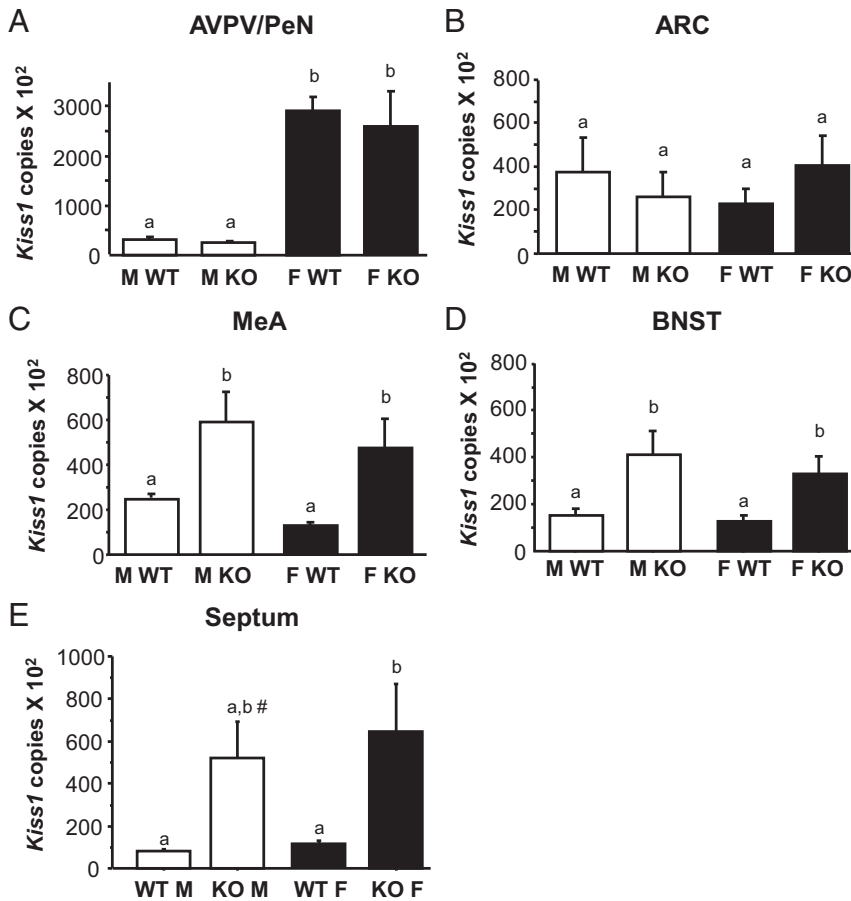 A
AVPV/PeN
Kiss1 copies X 10²
3000
2000
1000
0
a
a
b
b
M WT
M KO
F WT
F KO
B
ARC
Kiss1 copies X 10²
800
600
400
200
0
a
a
a
a
M WT
M KO
F WT
F KO
C
MeA
Kiss1 copies X 10²
800
600
400
200
0
a
b
a
b
M WT
M KO
F WT
F KO
D
BNST
Kiss1 copies X 10²
800
600
400
200
0
a
b
a
b
M WT
M KO
F WT
F KO
E
Septum
Kiss1 copies X 10²
1000
800
600
400
200
0
a
a,b #
a
b
WT M
KO M
WT F
KO F